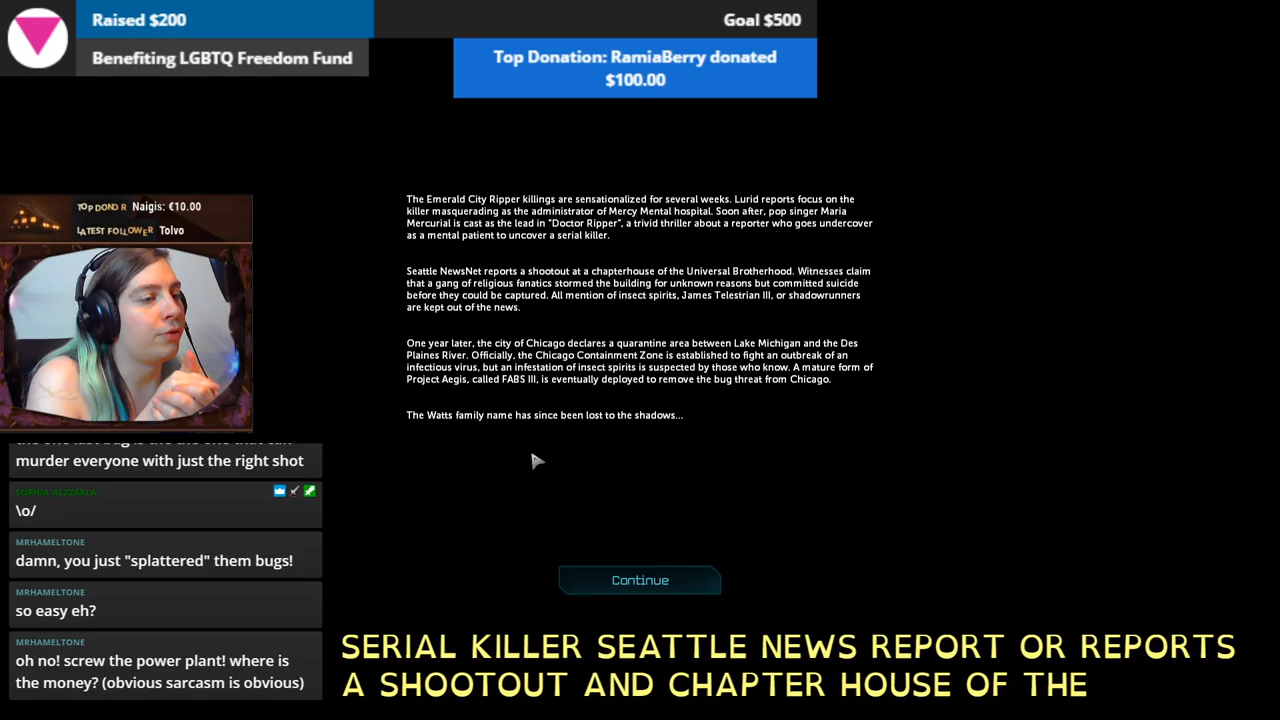 Raised $200
Goal $500
Benefiting LGBTQ Freedom Fund
Top Donation: RamiaBerry donated
$100.00
TOP DONOR Naigis: €10.00
LATEST FOLLOWER Tolvo
The Emerald City Ripper killings are sensationalized for several weeks. Lurid reports focus on the
killer masquerading as the administrator of Mercy Mental hospital. Soon after, pop singer Maria
Mercurial is cast as the lead in "Doctor Ripper", a trivid thriller about a reporter who goes undercover
as a mental patient to uncover a serial killer.
Seattle NewsNet reports a shootout at a chapterhouse of the Universal Brotherhood. Witnesses claim
that a gang of religious fanatics stormed the building for unknown reasons but committed suicide
before they could be captured. All mention of insect spirits, James Telestrian III, or shadowrunners
are kept out of the news.
One year later, the city of Chicago declares a quarantine area between Lake Michigan and the Des
Plaines River. Officially, the Chicago Containment Zone is established to fight an outbreak of an
infectious virus, but an infestation of insect spirits is suspected by those who know. A mature form of
Project Aegis, called FABS III, is eventually deployed to remove the bug threat from Chicago.
The Watts family name has since been lost to the shadows...
Continue
the one last bug is the the one that can
murder everyone with just the right shot
SOPHIA ALZZARLA
\o/
MRHAMELTONE
damn, you just "splattered" them bugs!
MRHAMELTONE
so easy eh?
MRHAMELTONE
oh no! screw the power plant! where is
the money? (obvious sarcasm is obvious)
SERIAL KILLER SEATTLE NEWS REPORT OR REPORTS
A SHOOTOUT AND CHAPTER HOUSE OF THE